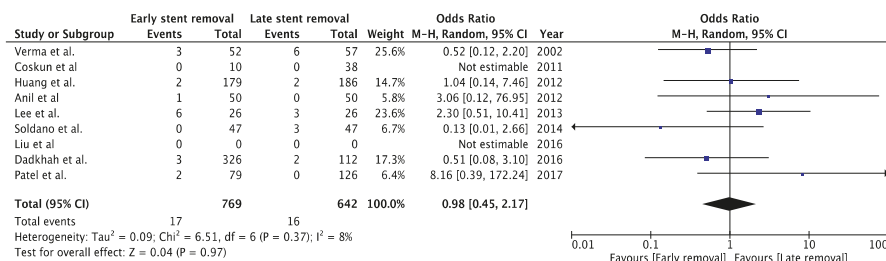 Early stent removal Late stent removal Odds Ratio Odds Ratio
Study or Subgroup Events Total Events Total Weight M-H, Random, 95% CI Year M-H, Random, 95% CI
Verma et al. 3 52 6 57 25.6% 0.52 [0.12, 2.20] 2002
Coskun et al 0 10 0 38 Not estimable 2011
Huang et al. 2 179 2 186 14.7% 1.04 [0.14, 7.46] 2012
Anil et al 1 50 0 50 5.8% 3.06 [0.12, 76.95] 2012
Lee et al. 6 26 3 26 23.6% 2.30 [0.51, 10.41] 2013
Soldano et al. 0 47 3 47 6.7% 0.13 [0.01, 2.66] 2014
Liu et al 0 0 0 0 Not estimable 2016
Dadkhah et al. 3 326 2 112 17.3% 0.51 [0.08, 3.10] 2016
Patel et al. 2 79 0 126 6.4% 8.16 [0.39, 172.24] 2017
Total (95% CI) 769 642 100.0% 0.98 [0.45, 2.17]
Total events 17 16
Heterogeneity: Tau² = 0.09; Chi² = 6.51, df = 6 (P = 0.37); I² = 8%
Test for overall effect: Z = 0.04 (P = 0.97)
0.01 0.1 1 10 100
Favours [Early removal] Favours [Late removal]